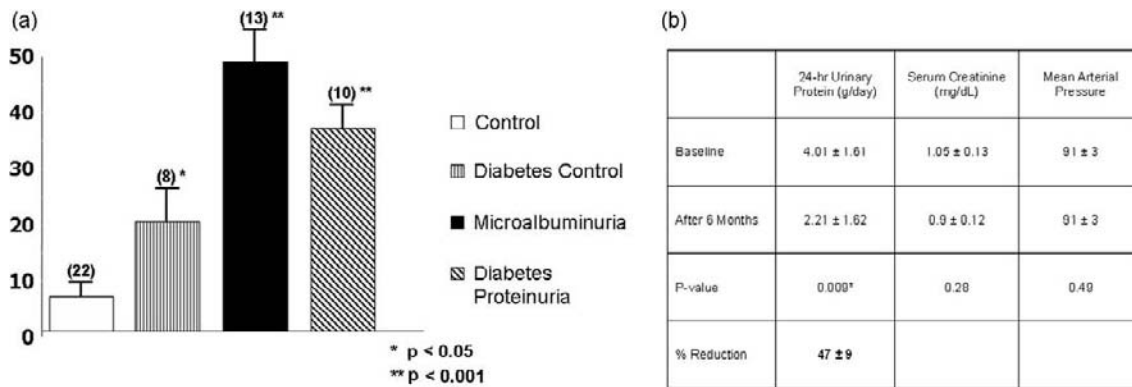 (a)
50
40
30
20
10
0
(22)
(8) *
(13) **
(10) **
Control
Diabetes Control
Microalbuminuria
Diabetes
Proteinuria
* p < 0.05
** p < 0.001
(b)
24-hr Urinary
Protein (g/day)
Serum Creatinine
(mg/dL)
Mean Arterial
Pressure
Baseline
4.01 ± 1.61
1.05 ± 0.13
91 ± 3
After 6 Months
2.21 ± 1.62
0.9 ± 0.12
91 ± 3
P-value
0.009*
0.28
0.49
% Reduction
47 ±9